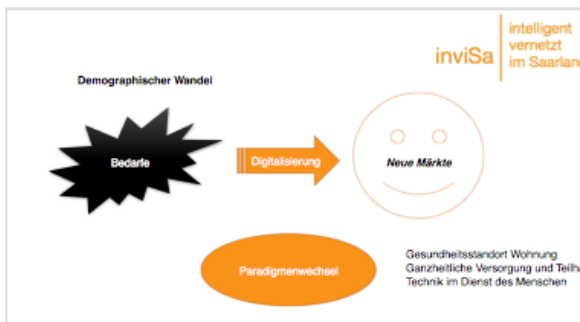 inviSa
intelligent
vernetzt
im Saarland
Demographischer Wandel
Bedarfe
Digitalisierung
Neue Märkte
Paradigmenwechsel
Gesundheitsstandort Wohnung
Ganzheitliche Versorgung und Teilha
Technik im Dienst des Menschen